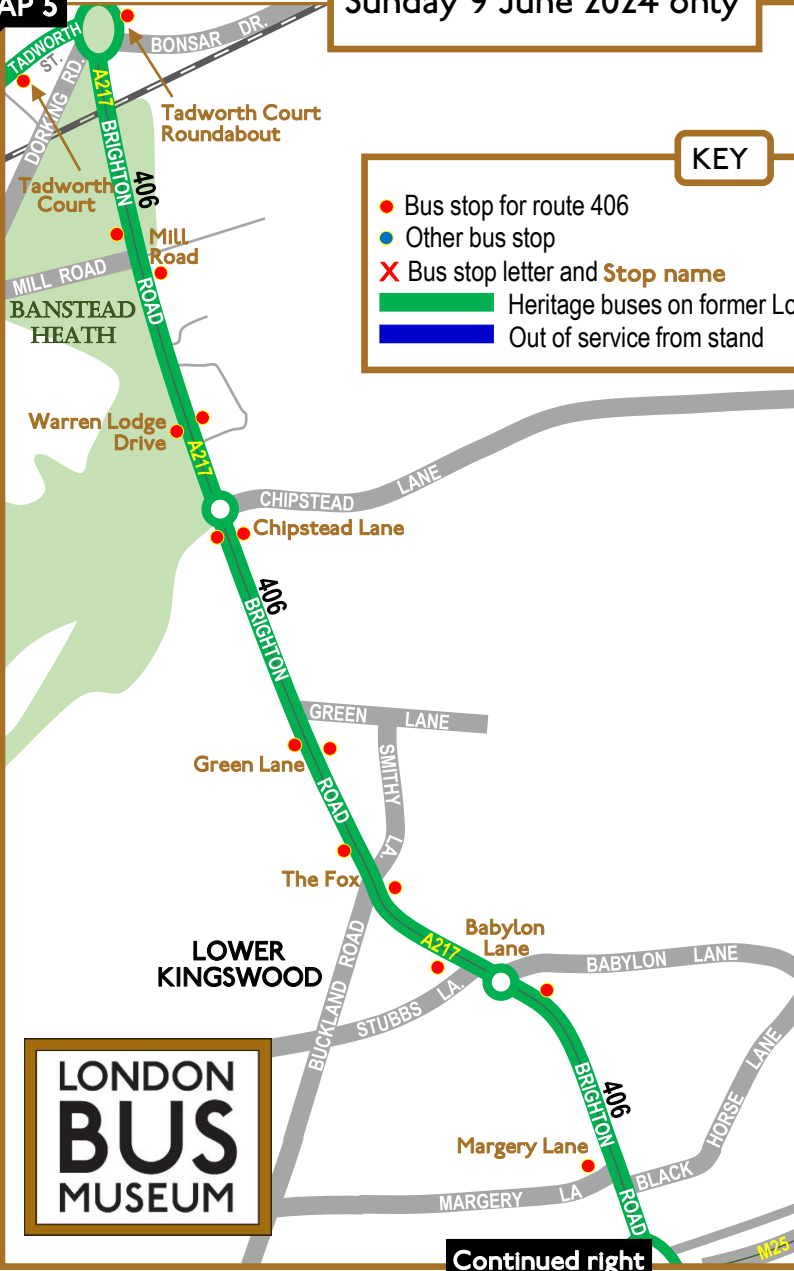 AP 5
Sunday 9 June 2024 only
TADWORTH
ST.
BONSAR DR.
DORKING RD.
A217
Tadworth Court
Roundabout
BRIGHTON
406
Tadworth
Court
Mill
Road
MILL ROAD
ROAD
BANSTEAD
HEATH
KEY
Bus stop for route 406
Other bus stop
X Bus stop letter and Stop name
Heritage buses on former Lo
Out of service from stand
Warren Lodge
Drive
A217
CHIPSTEAD LANE
Chipstead Lane
406
BRIGHTON
GREEN LANE
SMITHY
LA.
Green Lane
ROAD
The Fox
A217
Babylon
Lane
BABYLON LANE
LOWER
KINGSWOOD
BUCKLAND ROAD
STUBBS LA.
HORSE LANE
406
BRIGHTON
LONDON
BUS
MUSEUM
Margery Lane
MARGERY LA
BLACK
ROAD
M25
Continued right